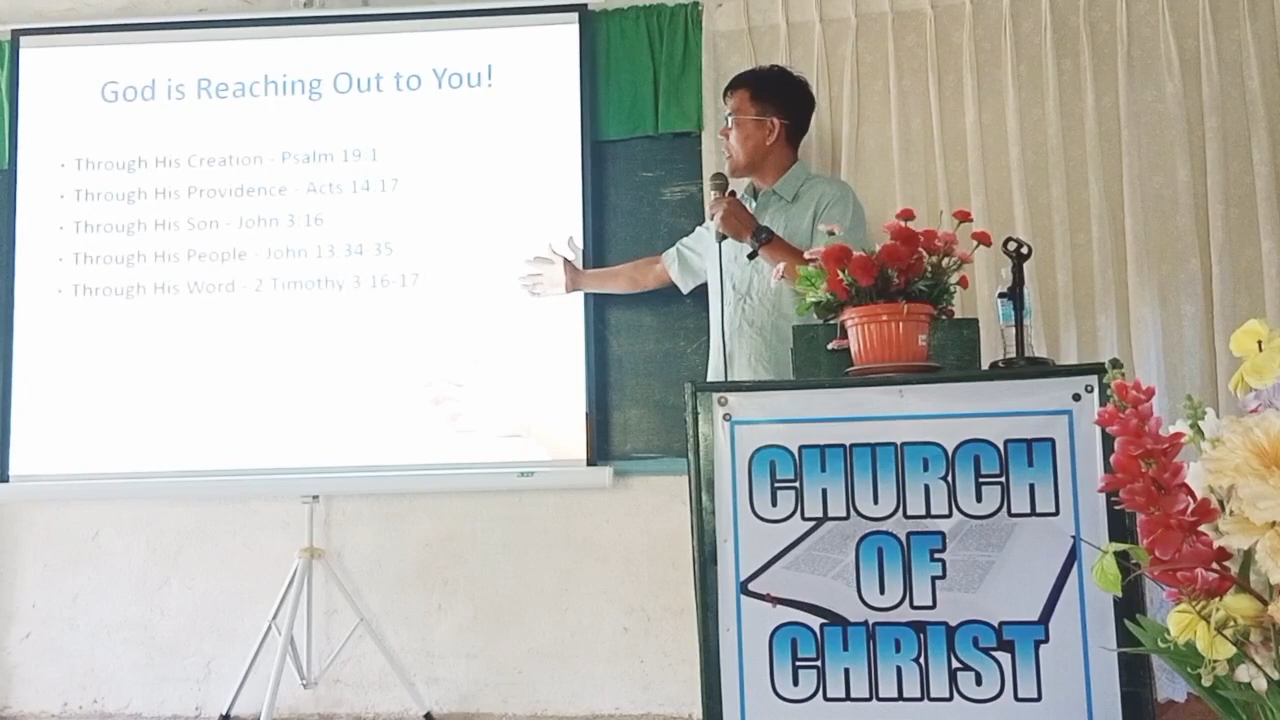 God is Reaching Out to You!
• Through His Creation - Psalm 19:1
• Through His Providence - Acts 14:17
• Through His Son - John 3:16
• Through His People - John 13:34-35
• Through His Word - 2 Timothy 3:16-17
CHURCH
OF
CHRIST